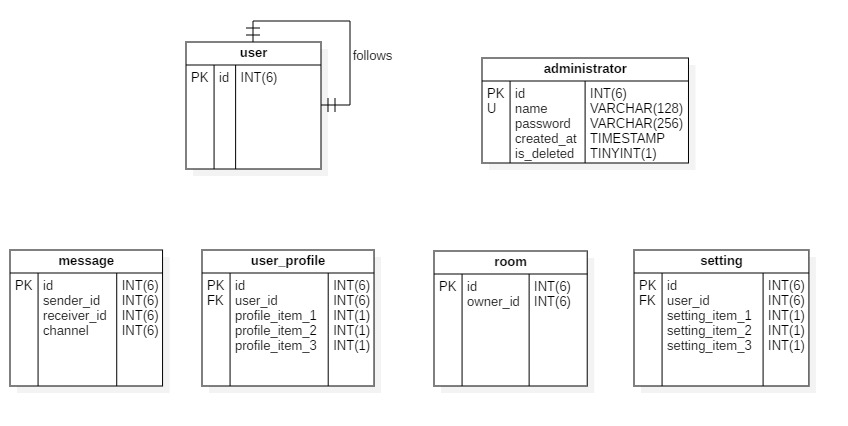 user
PK id INT(6)
follows
administrator
PK id INT(6)
U name VARCHAR(128)
password VARCHAR(256)
created_at TIMESTAMP
is_deleted TINYINT(1)
message
PK id INT(6)
sender_id INT(6)
receiver_id INT(6)
channel INT(6)
user_profile
PK id INT(6)
FK user_id INT(6)
profile_item_1 INT(1)
profile_item_2 INT(1)
profile_item_3 INT(1)
room
PK id INT(6)
owner_id INT(6)
setting
PK id INT(6)
FK user_id INT(6)
setting_item_1 INT(1)
setting_item_2 INT(1)
setting_item_3 INT(1)